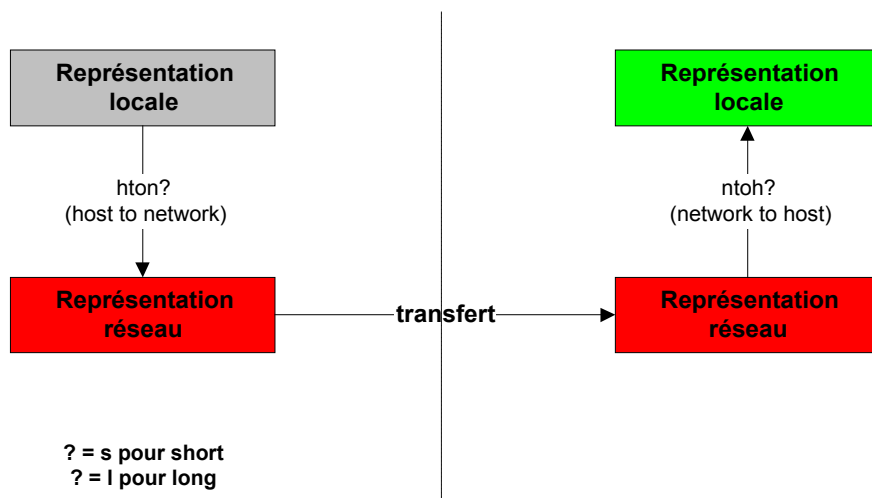 Représentation
locale
Représentation
locale
hton?
(host to network)
ntoh?
(network to host)
Représentation
réseau
transfert
Représentation
réseau
? = s pour short
? = l pour long